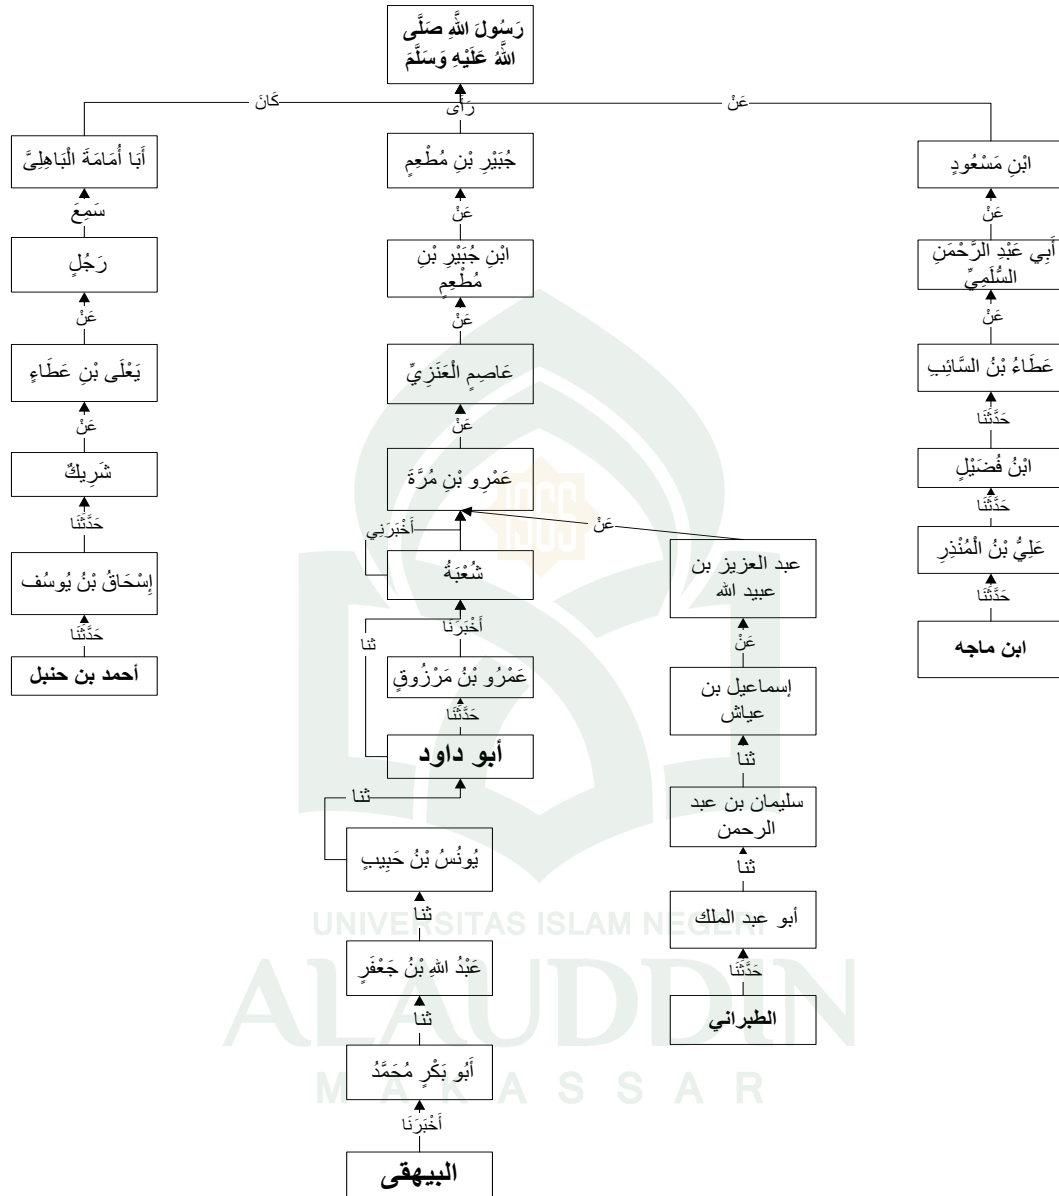 رَسُولَ اللَّهِ صَلَّى
اللَّهُ عَلَيْهِ وَسَلَّمَ
عَنْ
رَأَى
كَانَ
ابْنِ مَسْعُودٍ
جُبَيْرِ بْنِ مُطْعِمٍ
أَبَا أُمَامَةَ الْبَاهِلِىَّ
عَنْ
عَنْ
سَمِعَ
أَبِي عَبْدِ الرَّحْمَنِ
السُّلَمِيِّ
ابْنِ جُبَيْرِ بْنِ
مُطْعِمٍ
رَجُلٍ
عَنْ
عَنْ
عَنْ
عَطَاءُ بْنُ السَّائِبِ
عَاصِمٍ الْعَنَزِيِّ
يَعْلَى بْنِ عَطَاءٍ
حَدَّثَنَا
عَنْ
عَنْ
ابْنُ فُضَيْلٍ
عَمْرِو بْنِ مُرَّةَ
1965
شَرِيكٌ
حَدَّثَنَا
عَنْ
أَخْبَرَنِي
حَدَّثَنَا
عَلِيُّ بْنُ الْمُنْذِرِ
عبد العزيز بن
عبيد الله
شُعْبَةُ
إِسْحَاقُ بْنُ يُوسُف
حَدَّثَنَا
عَنْ
أَخْبَرَنَا
ثنا
حَدَّثَنَا
ابن ماجه
إسماعيل بن
عياش
عَمْرُو بْنُ مَرْزُوقٍ
أحمد بن حنبل
حَدَّثَنَا
ثنا
أبو داود
ثنا
سليمان بن عبد
الرحمن
يُونُسُ بْنُ حَبِيبٍ
ثنا
ثنا
أبو عبد الملك
UNIVERSITAS ISLAM NEGERI
عَبْدُ اللهِ بْنُ جَعْفَرٍ
حَدَّثَنَا
ALAUDDIN
ثنا
الطبراني
أَبُو بَكْرٍ مُحَمَّدُ
MAKASSAR
أَخْبَرَنَا
البيهقى